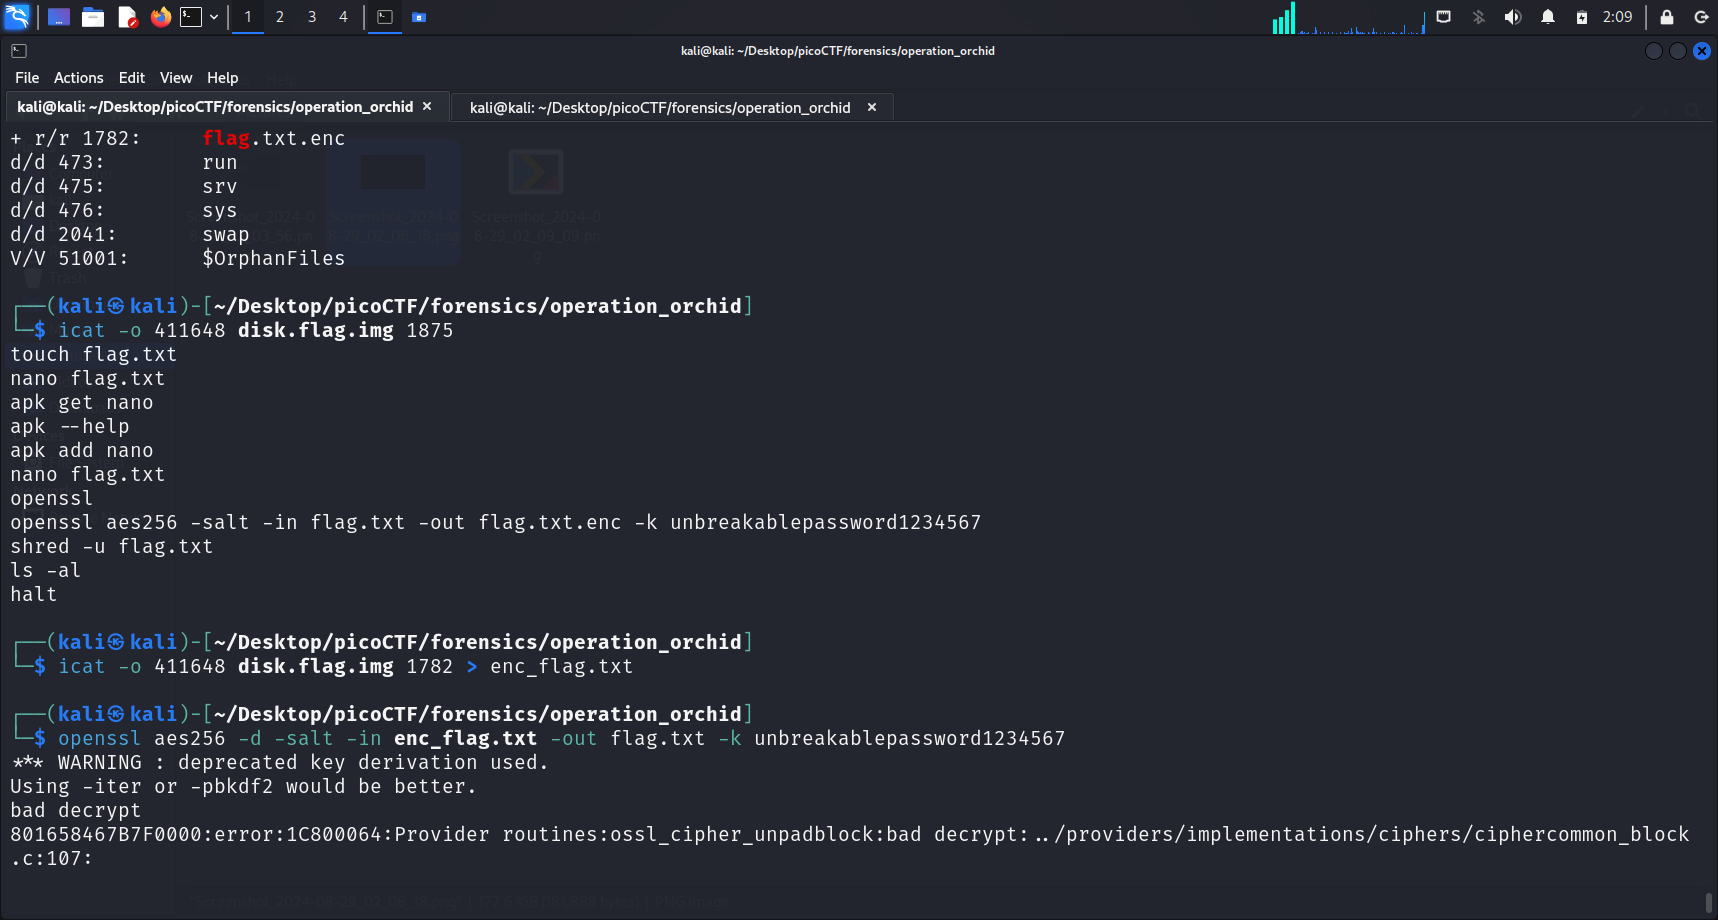 1 2 3 4 2:09
kali@kali: ~/Desktop/picoCTF/forensics/operation_orchid
File Actions Edit View Help
kali@kali: ~/Desktop/picoCTF/forensics/operation_orchid × kali@kali: ~/Desktop/picoCTF/forensics/operation_orchid ×
+ r/r 1782: flag.txt.enc
d/d 473: run
d/d 475: srv
d/d 476: sys
d/d 2041: swap
V/V 51001: $OrphanFiles
Trash
┌──(kali㉿kali)-[~/Desktop/picoCTF/forensics/operation_orchid]
└─$ icat -o 411648 disk.flag.img 1875
touch flag.txt
nano flag.txt
apk get nano
apk --help
apk add nano
nano flag.txt
openssl
openssl aes256 -salt -in flag.txt -out flag.txt.enc -k unbreakablepassword1234567
shred -u flag.txt
ls -al
halt
┌──(kali㉿kali)-[~/Desktop/picoCTF/forensics/operation_orchid]
└─$ icat -o 411648 disk.flag.img 1782 > enc_flag.txt
┌──(kali㉿kali)-[~/Desktop/picoCTF/forensics/operation_orchid]
└─$ openssl aes256 -d -salt -in enc_flag.txt -out flag.txt -k unbreakablepassword1234567
*** WARNING : deprecated key derivation used.
Using -iter or -pbkdf2 would be better.
bad decrypt
801658467B7F0000:error:1C800064:Provider routines:ossl_cipher_unpadblock:bad decrypt:../providers/implementations/ciphers/ciphercommon_block
.c:107: